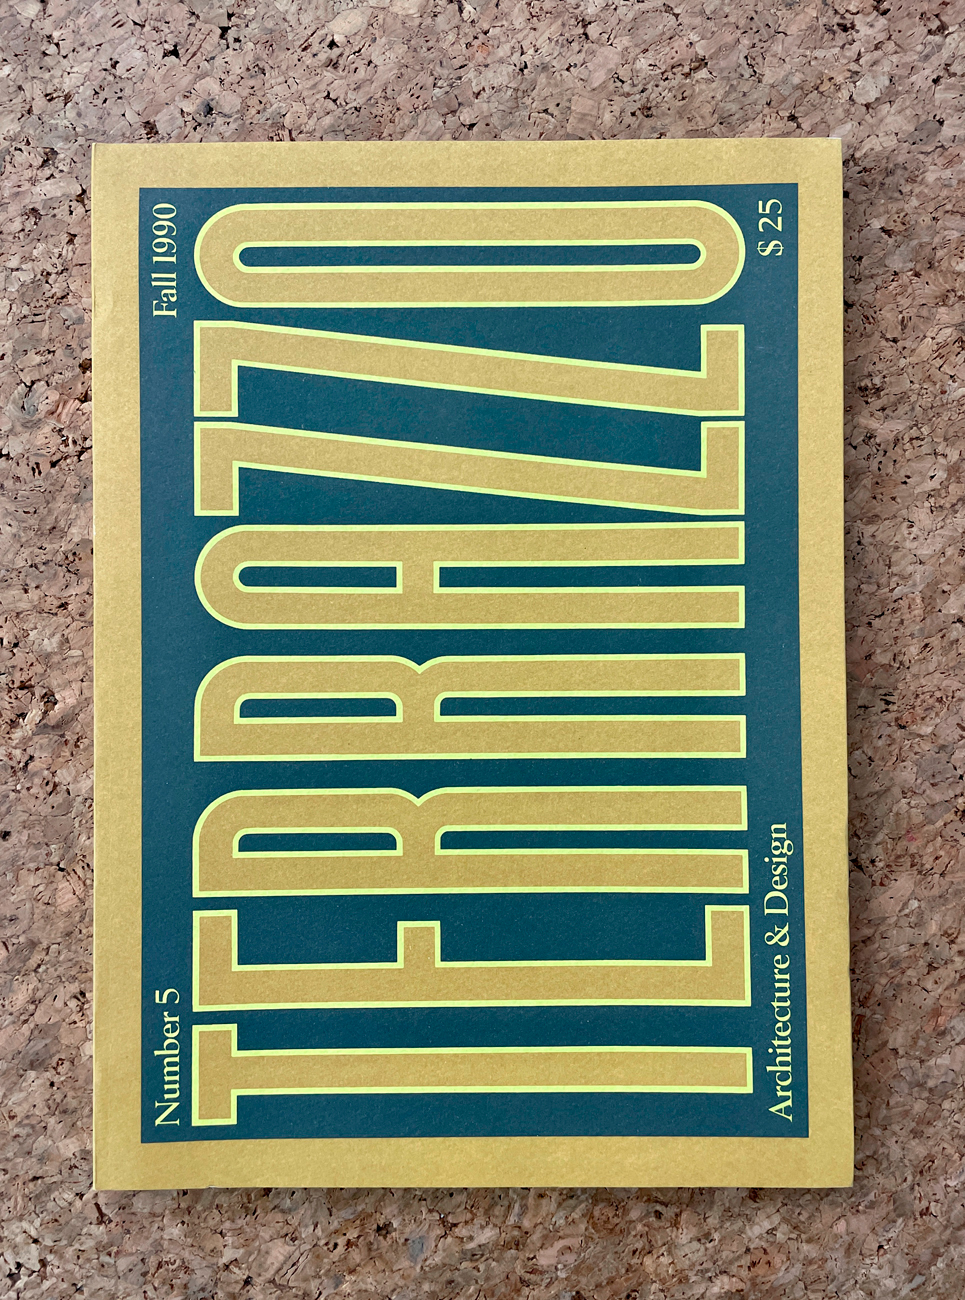 Number 5 Fall 1990
TERRAZZO
Architecture & Design $ 25